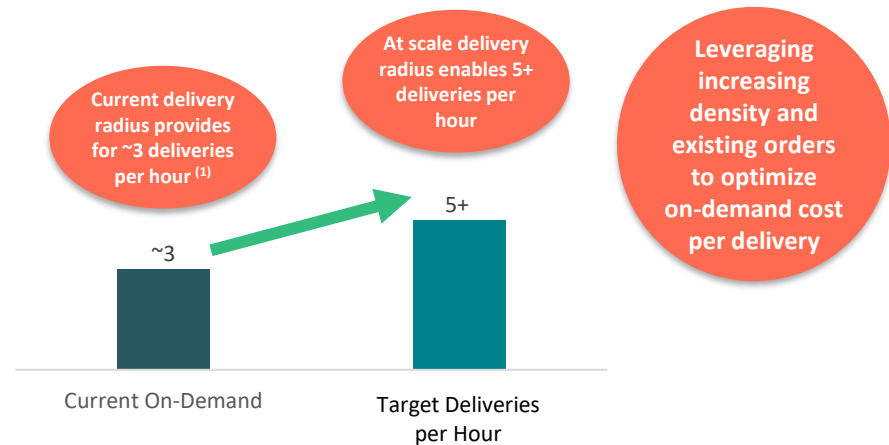 Current delivery
radius provides
for ~3 deliveries
per hour (1)
At scale delivery
radius enables 5+
deliveries per
hour
Leveraging
increasing
density and
existing orders
to optimize
on-demand cost
per delivery
~3
5+
Current On-Demand
Target Deliveries
per Hour